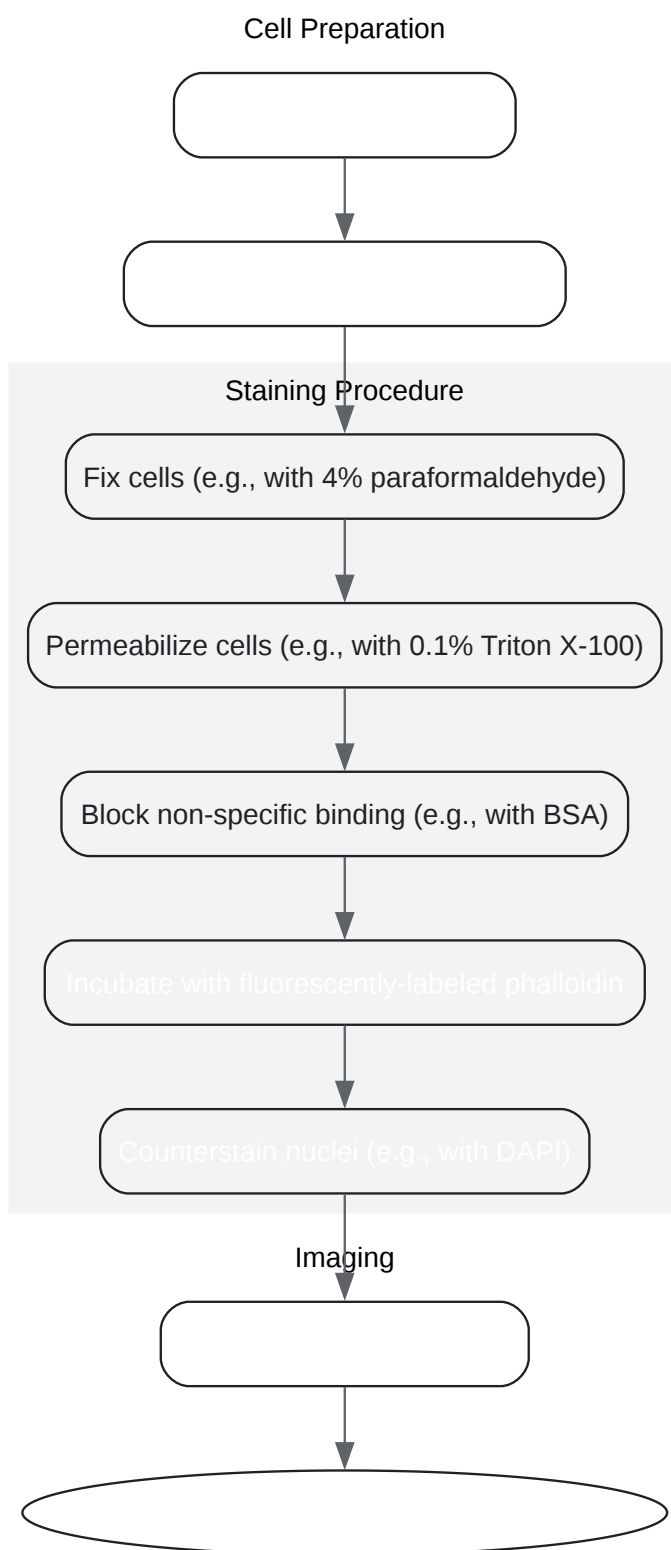 Cell Preparation
Staining Procedure
Fix cells (e.g., with 4% paraformaldehyde)
Permeabilize cells (e.g., with 0.1% Triton X-100)
Block non-specific binding (e.g., with BSA)
Incubate with fluorescently-labeled phalloidin
Counterstain nuclei (e.g., with DAPI)
Imaging